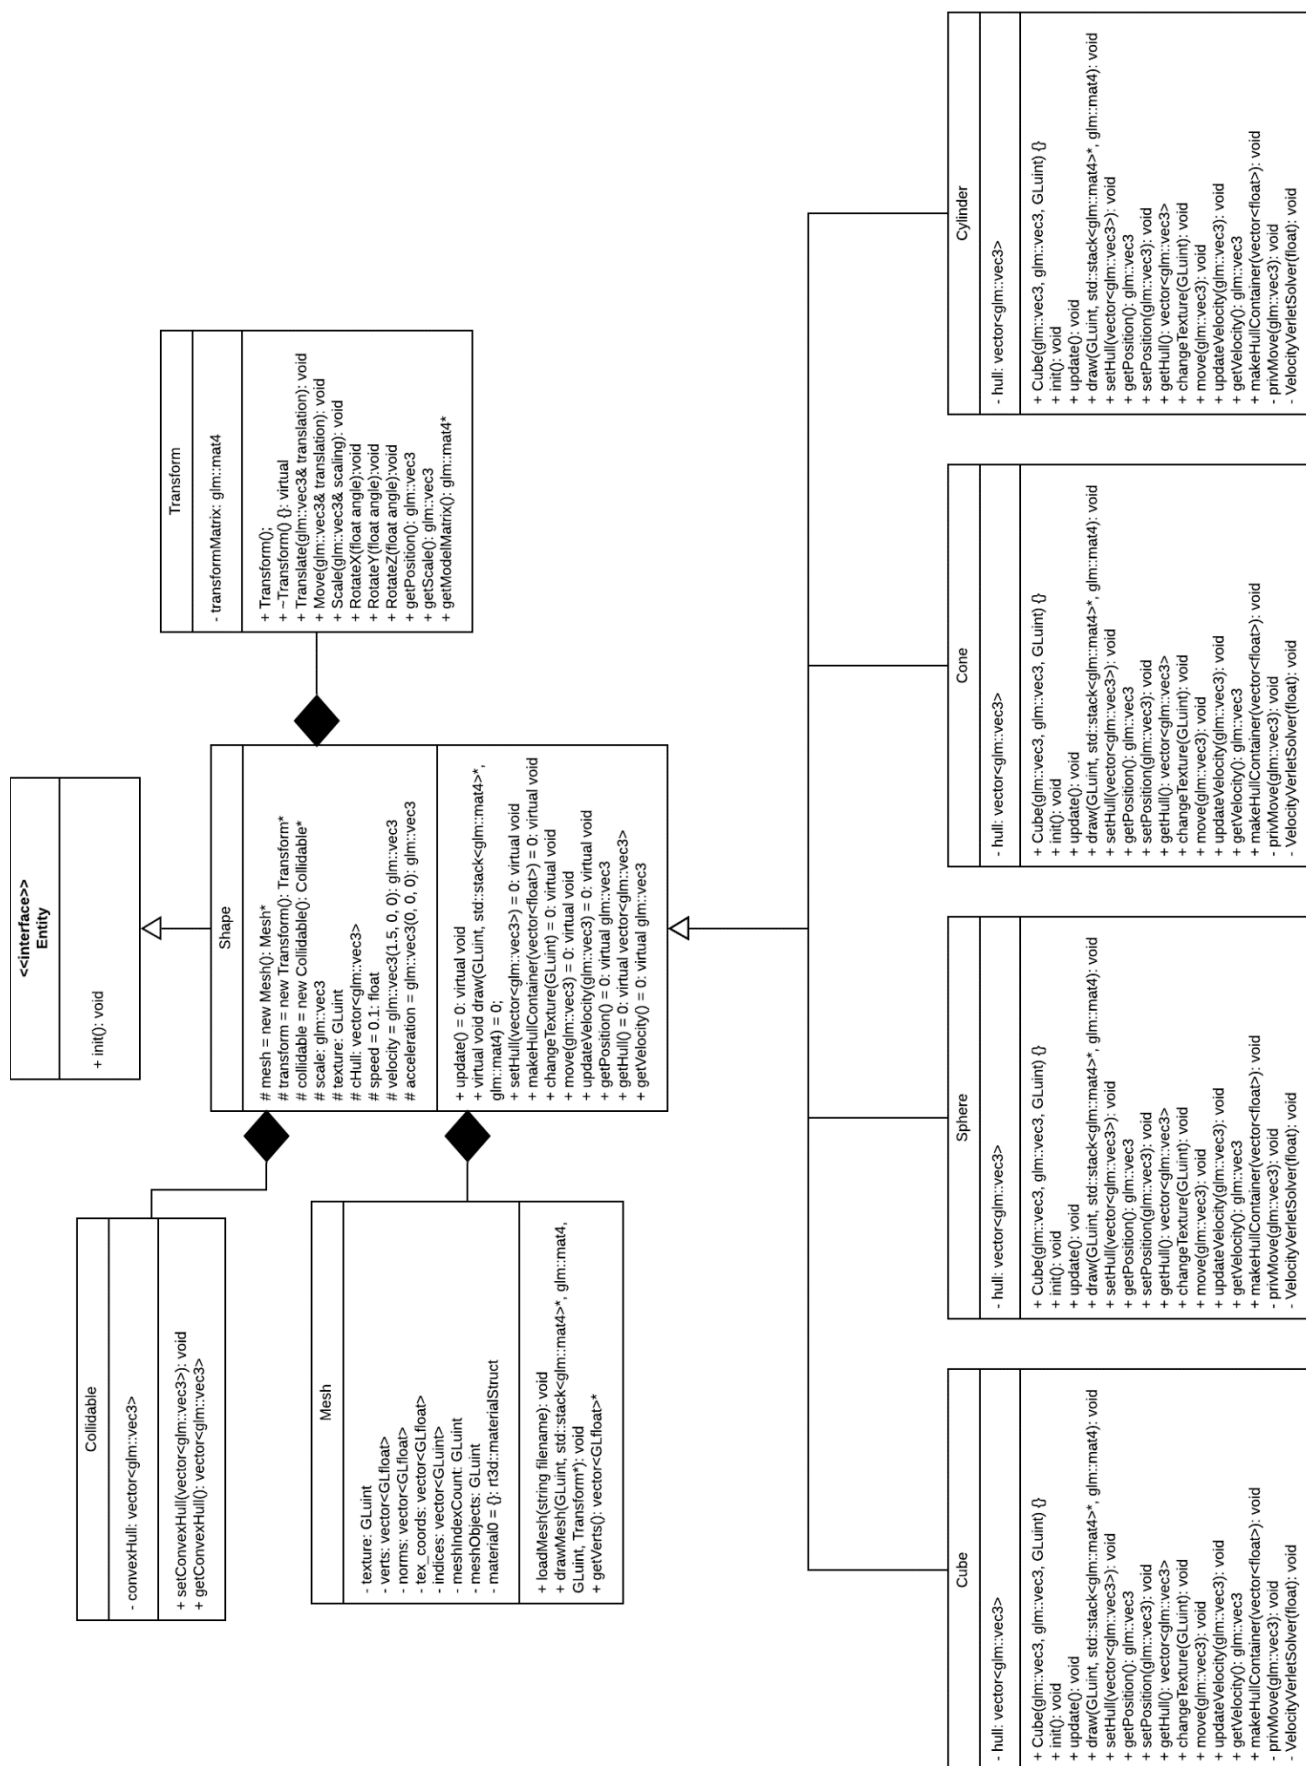 <<interface>>
Entity
+ init(): void
Collidable
- convexHull: vector<glm::vec3>
+ setConvexHull(vector<glm::vec3>): void
+ getConvexHull(): vector<glm::vec3>
Mesh
- texture: GLuint
- verts: vector<GLfloat>
- norms: vector<GLfloat>
- tex_coords: vector<GLfloat>
- indices: vector<GLuint>
- meshIndexCount: GLuint
- meshObjects: GLuint
- material0 = {}: rt3d::materialStruct
+ loadMesh(string filename): void
+ drawMesh(GLuint, std::stack<glm::mat4>*, glm::mat4,
GLuint, Transform*): void
+ getVerts(): vector<GLfloat>*
Shape
# mesh = new Mesh(): Mesh*
# transform = new Transform(): Transform*
# collidable = new Collidable(): Collidable*
# scale: glm::vec3
# texture: GLuint
# cHull: vector<glm::vec3>
# speed = 0.1: float
# velocity = glm::vec3(1.5, 0, 0): glm::vec3
# acceleration = glm::vec3(0, 0, 0): glm::vec3
+ update() = 0: virtual void
+ virtual void draw(GLuint, std::stack<glm::mat4>*,
glm::mat4) = 0;
+ setHull(vector<glm::vec3>) = 0: virtual void
+ makeHullContainer(vector<float>) = 0: virtual void
+ changeTexture(GLuint) = 0: virtual void
+ move(glm::vec3) = 0: virtual void
+ updateVelocity(glm::vec3) = 0: virtual void
+ getPosition() = 0: virtual glm::vec3
+ getHull() = 0: virtual vector<glm::vec3>
+ getVelocity() = 0: virtual glm::vec3
Transform
- transformMatrix: glm::mat4
+ Transform();
+ ~Transform() {}: virtual
+ Translate(glm::vec3& translation): void
+ Move(glm::vec3& translation): void
+ Scale(glm::vec3& scaling): void
+ RotateX(float angle):void
+ RotateY(float angle):void
+ RotateZ(float angle):void
+ getPosition(): glm::vec3
+ getScale(): glm::vec3
+ getModelMatrix(): glm::mat4*
Cube
- hull: vector<glm::vec3>
+ Cube(glm::vec3, glm::vec3, GLuint) {}
+ init(): void
+ update(): void
+ draw(GLuint, std::stack<glm::mat4>*, glm::mat4): void
+ setHull(vector<glm::vec3>): void
+ getPosition(): glm::vec3
+ setPosition(glm::vec3): void
+ getHull(): vector<glm::vec3>
+ changeTexture(GLuint): void
+ move(glm::vec3): void
+ updateVelocity(glm::vec3): void
+ getVelocity(): glm::vec3
+ makeHullContainer(vector<float>): void
- privMove(glm::vec3): void
- VelocityVerletSolver(float): void
Sphere
- hull: vector<glm::vec3>
+ Cube(glm::vec3, glm::vec3, GLuint) {}
+ init(): void
+ update(): void
+ draw(GLuint, std::stack<glm::mat4>*, glm::mat4): void
+ setHull(vector<glm::vec3>): void
+ getPosition(): glm::vec3
+ setPosition(glm::vec3): void
+ getHull(): vector<glm::vec3>
+ changeTexture(GLuint): void
+ move(glm::vec3): void
+ updateVelocity(glm::vec3): void
+ getVelocity(): glm::vec3
+ makeHullContainer(vector<float>): void
- privMove(glm::vec3): void
- VelocityVerletSolver(float): void
Cone
- hull: vector<glm::vec3>
+ Cube(glm::vec3, glm::vec3, GLuint) {}
+ init(): void
+ update(): void
+ draw(GLuint, std::stack<glm::mat4>*, glm::mat4): void
+ setHull(vector<glm::vec3>): void
+ getPosition(): glm::vec3
+ setPosition(glm::vec3): void
+ getHull(): vector<glm::vec3>
+ changeTexture(GLuint): void
+ move(glm::vec3): void
+ updateVelocity(glm::vec3): void
+ getVelocity(): glm::vec3
+ makeHullContainer(vector<float>): void
- privMove(glm::vec3): void
- VelocityVerletSolver(float): void
Cylinder
- hull: vector<glm::vec3>
+ Cube(glm::vec3, glm::vec3, GLuint) {}
+ init(): void
+ update(): void
+ draw(GLuint, std::stack<glm::mat4>*, glm::mat4): void
+ setHull(vector<glm::vec3>): void
+ getPosition(): glm::vec3
+ setPosition(glm::vec3): void
+ getHull(): vector<glm::vec3>
+ changeTexture(GLuint): void
+ move(glm::vec3): void
+ updateVelocity(glm::vec3): void
+ getVelocity(): glm::vec3
+ makeHullContainer(vector<float>): void
- privMove(glm::vec3): void
- VelocityVerletSolver(float): void